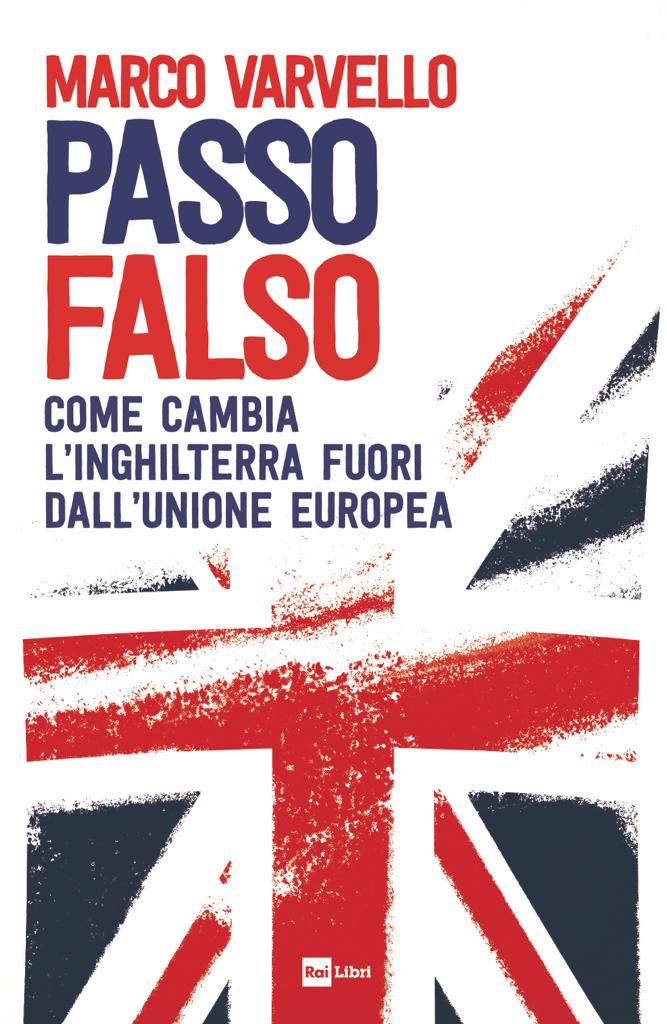 MARCO VARVELLO
PASSO
FALSO
COME CAMBIA
L'INGHILTERRA FUORI
DALL'UNIONE EUROPEA
Rai Libri